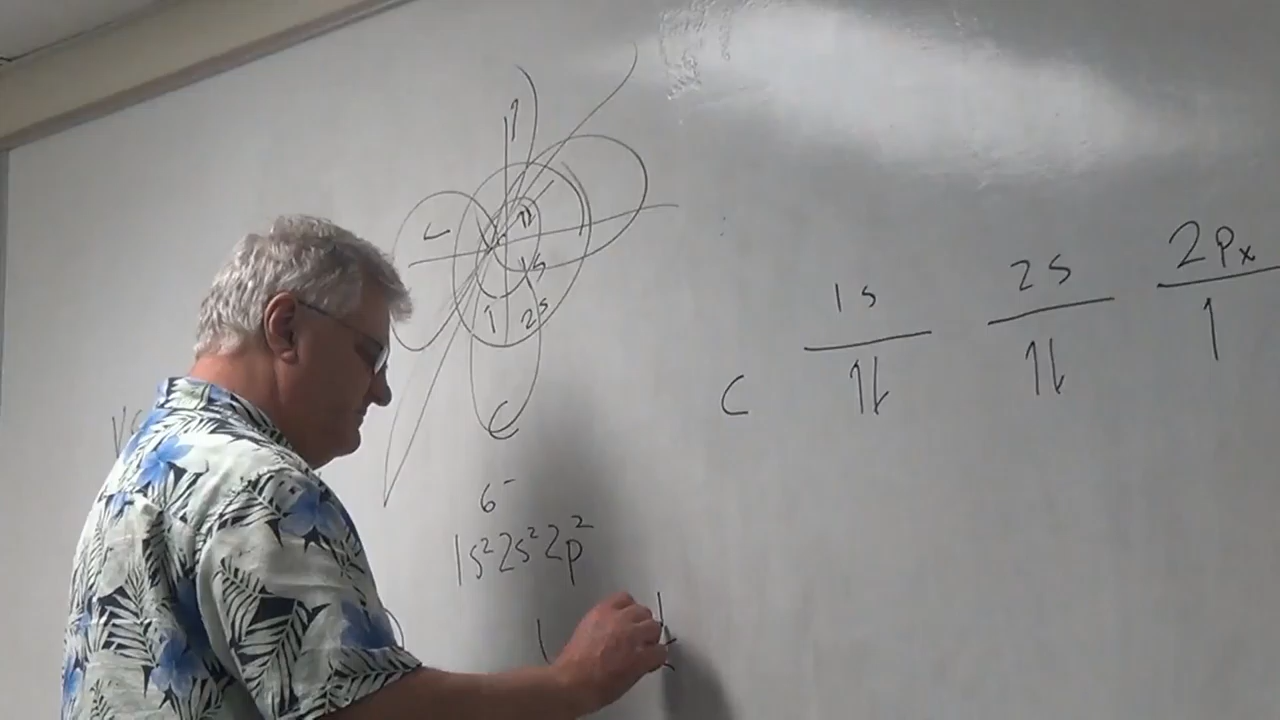 1s
2s
1s 2s 2px
C ⥮ ⥮ ↿
6⁻
1s²2s²2p²